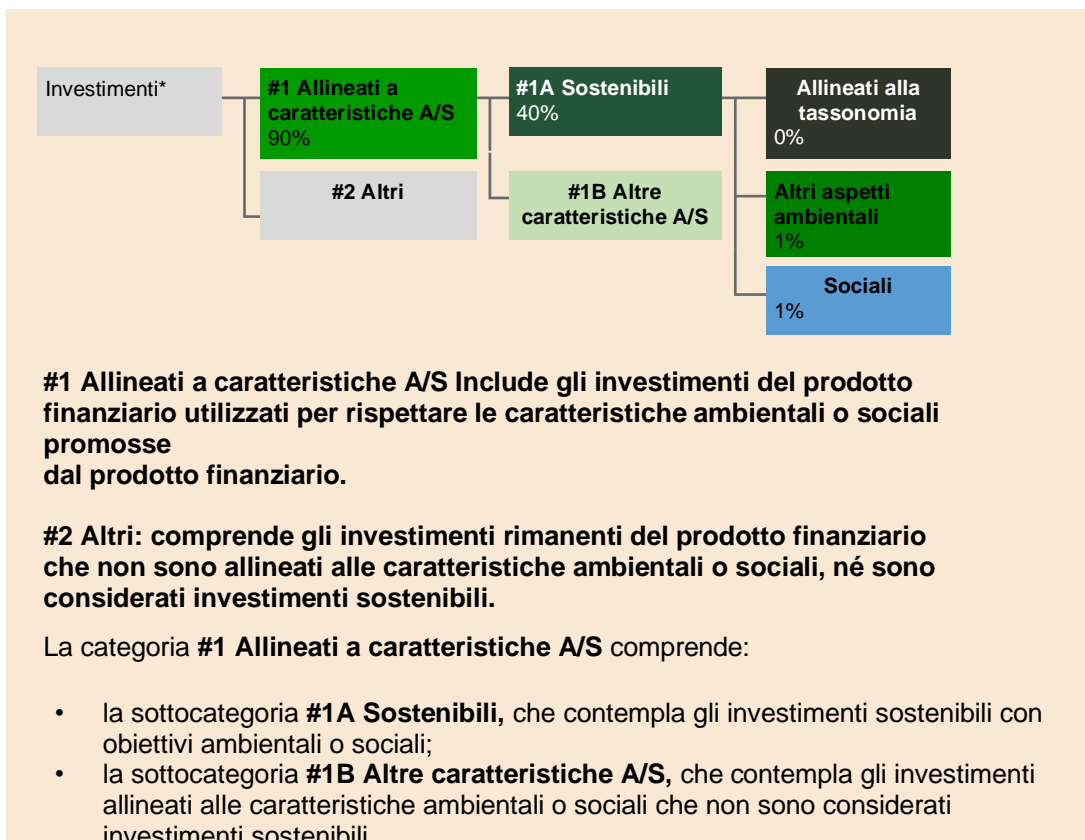 Investimenti*
#1 Allineati a
caratteristiche A/S
90%
#2 Altri
#1A Sostenibili
40%
#1B Altre
caratteristiche A/S
Allineati alla
tassonomia
0%
Altri aspetti
ambientali
1%
Sociali
1%
#1 Allineati a caratteristiche A/S Include gli investimenti del prodotto
finanziario utilizzati per rispettare le caratteristiche ambientali o sociali
promosse
dal prodotto finanziario.
#2 Altri: comprende gli investimenti rimanenti del prodotto finanziario
che non sono allineati alle caratteristiche ambientali o sociali, né sono
considerati investimenti sostenibili.
La categoria #1 Allineati a caratteristiche A/S comprende:
• la sottocategoria #1A Sostenibili, che contempla gli investimenti sostenibili con
obiettivi ambientali o sociali;
• la sottocategoria #1B Altre caratteristiche A/S, che contempla gli investimenti
allineati alle caratteristiche ambientali o sociali che non sono considerati
investimenti sostenibili